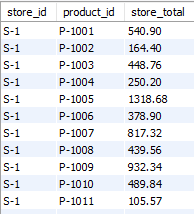 store_id product_id store_total
S-1 P-1001 540.90
S-1 P-1002 164.40
S-1 P-1003 448.76
S-1 P-1004 250.20
S-1 P-1005 1318.68
S-1 P-1006 378.90
S-1 P-1007 817.32
S-1 P-1008 439.56
S-1 P-1009 932.34
S-1 P-1010 489.84
S-1 P-1011 105.57